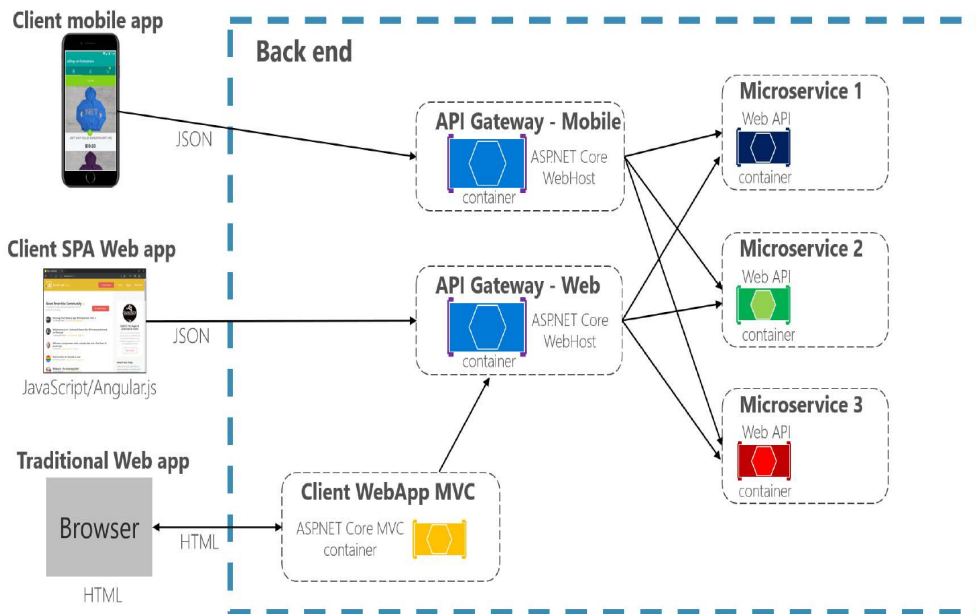 Client mobile app
Back end
JSON
API Gateway - Mobile
ASP.NET Core
WebHost
container
Microservice 1
Web API
container
Client SPA Web app
JSON
JavaScript/Angular.js
API Gateway - Web
ASP.NET Core
WebHost
container
Microservice 2
Web API
container
Microservice 3
Web API
container
Traditional Web app
Browser
HTML
HTML
Client WebApp MVC
ASP.NET Core MVC
container